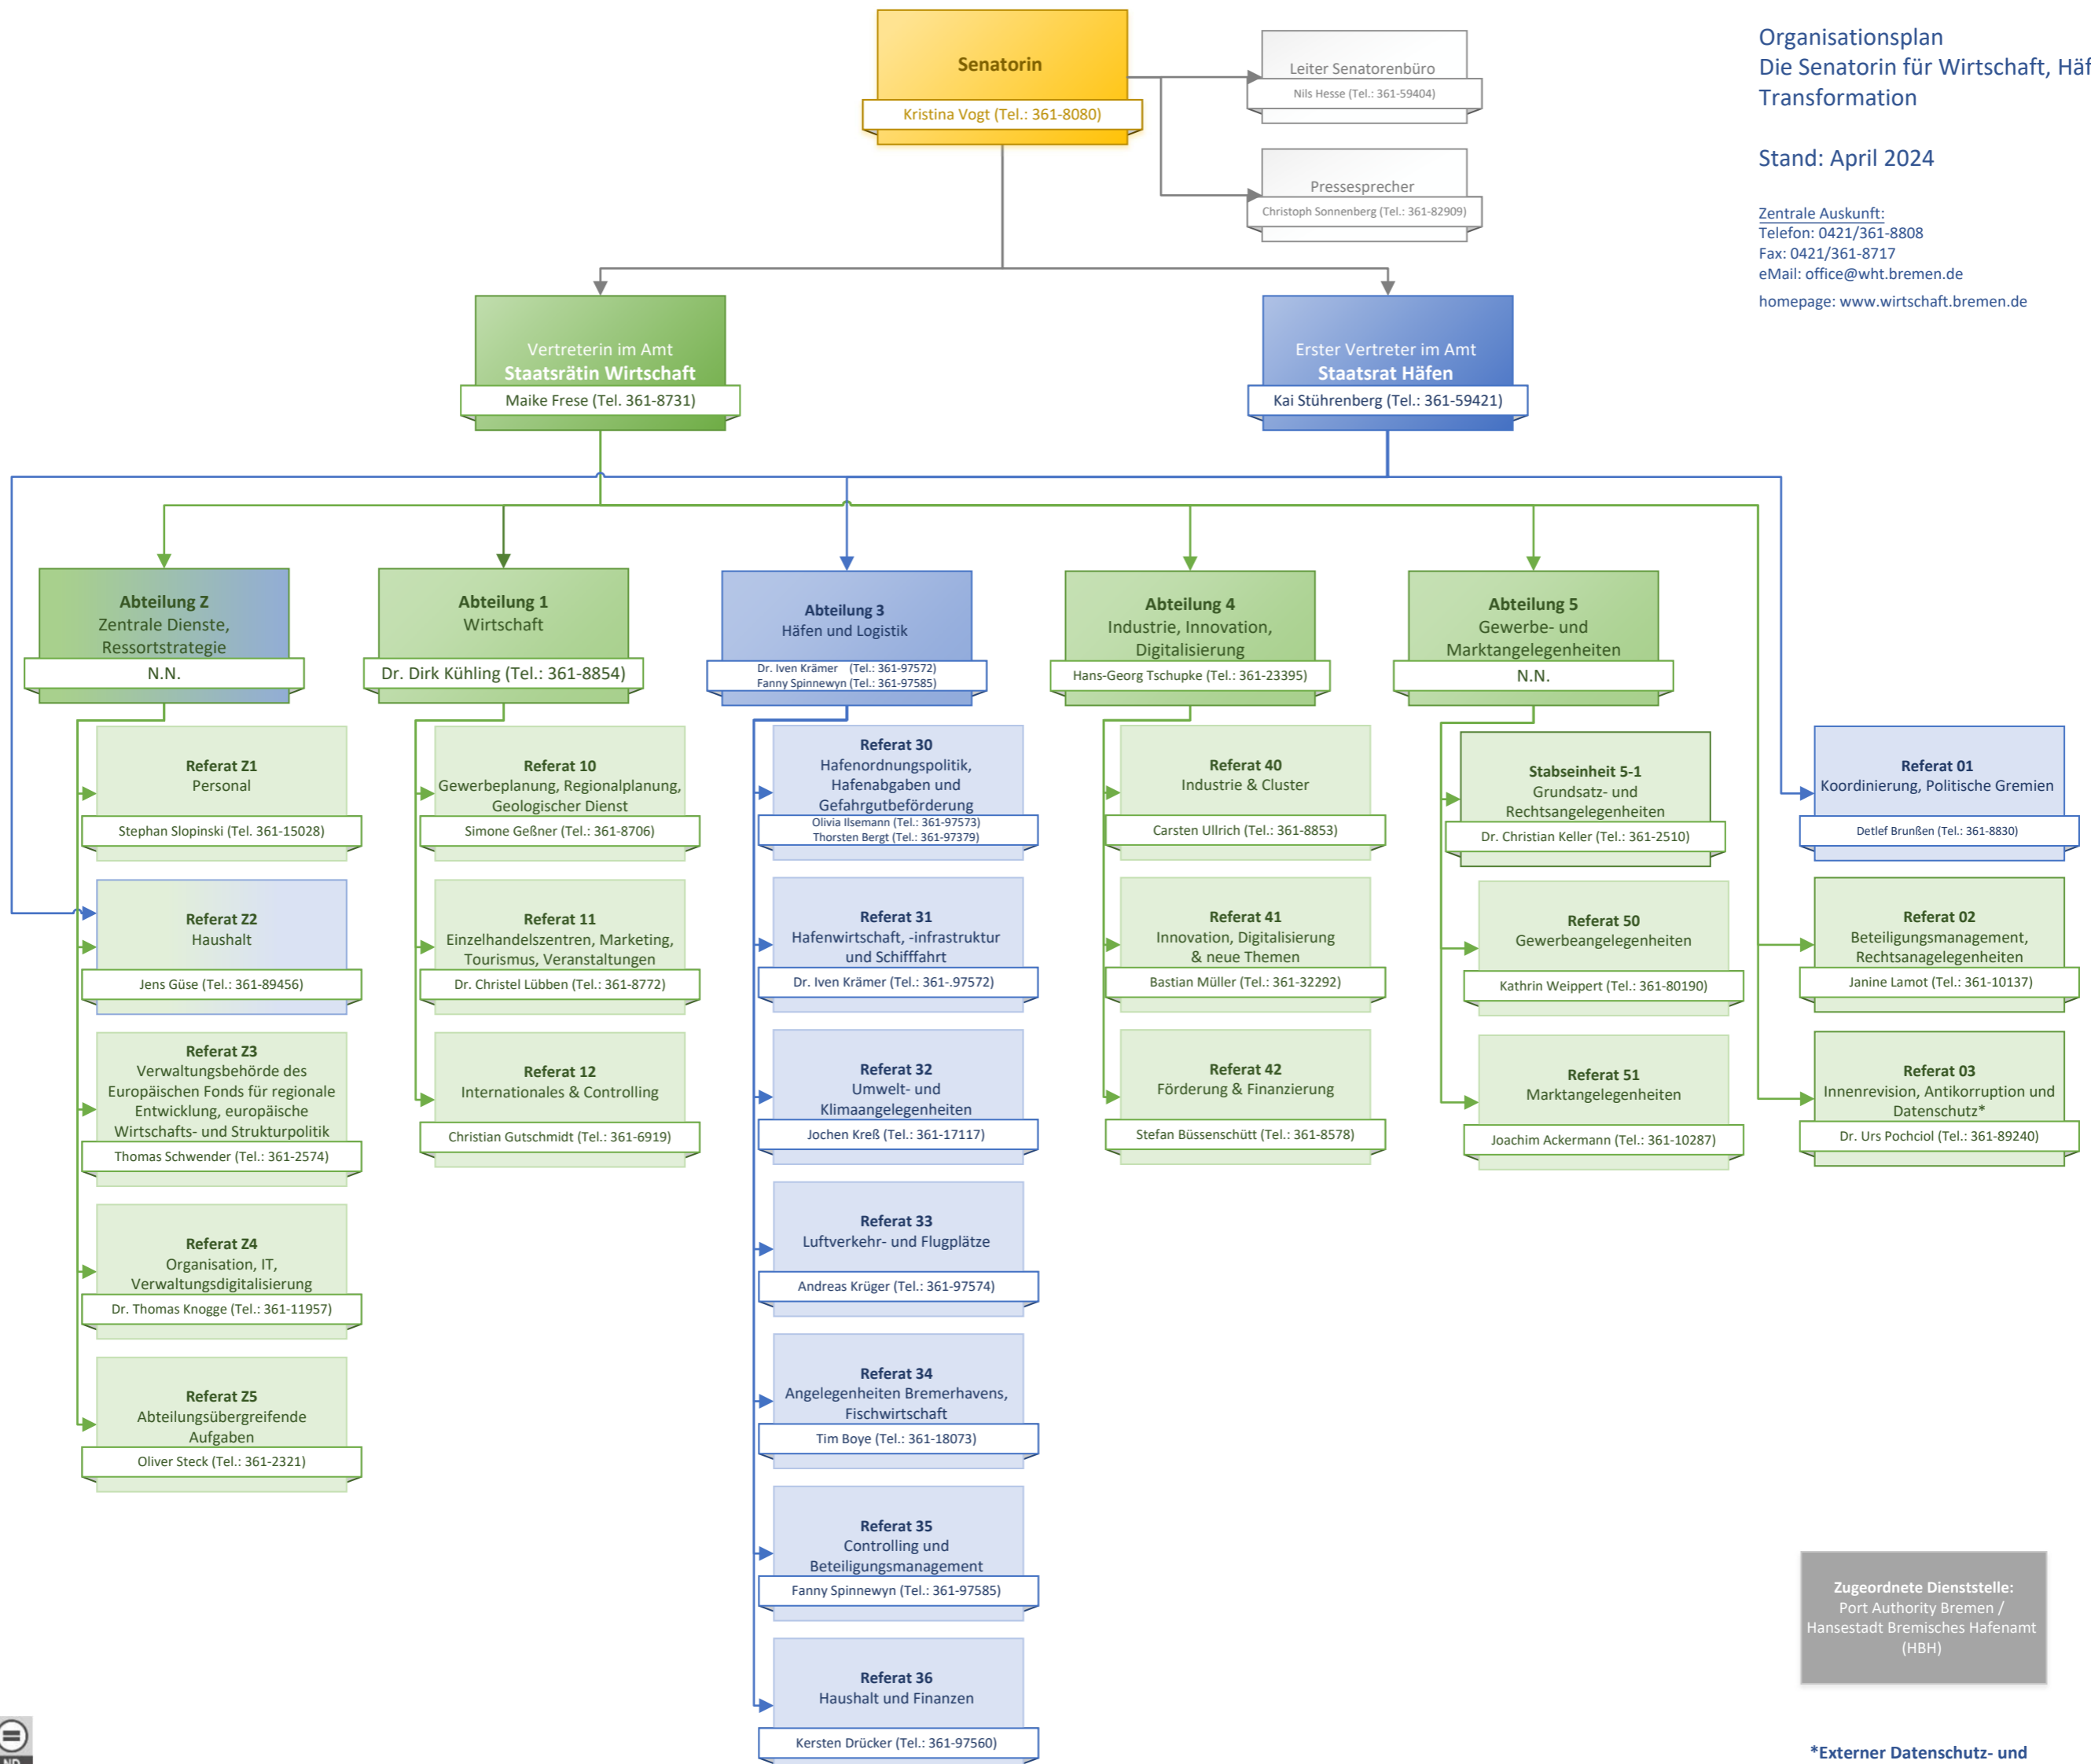 Organisationsplan
Die Senatorin für Wirtschaft, Häf
Transformation
Stand: April 2024
Zentrale Auskunft:
Telefon: 0421/361-8808
Fax: 0421/361-8717
eMail: office@wht.bremen.de
homepage: www.wirtschaft.bremen.de
Senatorin
Kristina Vogt (Tel.: 361-8080)
Leiter Senatorenbüro
Nils Hesse (Tel.: 361-59404)
Pressesprecher
Christoph Sonnenberg (Tel.: 361-82909)
Vertreterin im Amt
Staatsrätin Wirtschaft
Maike Frese (Tel. 361-8731)
Erster Vertreter im Amt
Staatsrat Häfen
Kai Stührenberg (Tel.: 361-59421)
Abteilung Z
Zentrale Dienste,
Ressortstrategie
N.N.
Referat Z1
Personal
Stephan Slopinski (Tel. 361-15028)
Referat Z2
Haushalt
Jens Güse (Tel.: 361-89456)
Referat Z3
Verwaltungsbehörde des
Europäischen Fonds für regionale
Entwicklung, europäische
Wirtschafts- und Strukturpolitik
Thomas Schwender (Tel.: 361-2574)
Referat Z4
Organisation, IT,
Verwaltungsdigitalisierung
Dr. Thomas Knogge (Tel.: 361-11957)
Referat Z5
Abteilungsübergreifende
Aufgaben
Oliver Steck (Tel.: 361-2321)
Abteilung 1
Wirtschaft
Dr. Dirk Kühling (Tel.: 361-8854)
Referat 10
Gewerbeplanung, Regionalplanung,
Geologischer Dienst
Simone Geßner (Tel.: 361-8706)
Referat 11
Einzelhandelszentren, Marketing,
Tourismus, Veranstaltungen
Dr. Christel Lübben (Tel.: 361-8772)
Referat 12
Internationales & Controlling
Christian Gutschmidt (Tel.: 361-6919)
Abteilung 3
Häfen und Logistik
Dr. Iven Krämer (Tel.: 361-97572)
Fanny Spinnewyn (Tel.: 361-97585)
Referat 30
Hafenordnungspolitik,
Hafenabgaben und
Gefahrgutbeförderung
Olivia Ilsemann (Tel.: 361-97573)
Thorsten Bergt (Tel.: 361-97379)
Referat 31
Hafenwirtschaft, -infrastruktur
und Schifffahrt
Dr. Iven Krämer (Tel.: 361-.97572)
Referat 32
Umwelt- und
Klimaangelegenheiten
Jochen Kreß (Tel.: 361-17117)
Referat 33
Luftverkehr- und Flugplätze
Andreas Krüger (Tel.: 361-97574)
Referat 34
Angelegenheiten Bremerhavens,
Fischwirtschaft
Tim Boye (Tel.: 361-18073)
Referat 35
Controlling und
Beteiligungsmanagement
Fanny Spinnewyn (Tel.: 361-97585)
Referat 36
Haushalt und Finanzen
Kersten Drücker (Tel.: 361-97560)
Abteilung 4
Industrie, Innovation,
Digitalisierung
Hans-Georg Tschupke (Tel.: 361-23395)
Referat 40
Industrie & Cluster
Carsten Ullrich (Tel.: 361-8853)
Referat 41
Innovation, Digitalisierung
& neue Themen
Bastian Müller (Tel.: 361-32292)
Referat 42
Förderung & Finanzierung
Stefan Büssenschütt (Tel.: 361-8578)
Abteilung 5
Gewerbe- und
Marktangelegenheiten
N.N.
Stabseinheit 5-1
Grundsatz- und
Rechtsangelegenheiten
Dr. Christian Keller (Tel.: 361-2510)
Referat 50
Gewerbeangelegenheiten
Kathrin Weippert (Tel.: 361-80190)
Referat 51
Marktangelegenheiten
Joachim Ackermann (Tel.: 361-10287)
Referat 01
Koordinierung, Politische Gremien
Detlef Brunßen (Tel.: 361-8830)
Referat 02
Beteiligungsmanagement,
Rechtsanagelegenheiten
Janine Lamot (Tel.: 361-10137)
Referat 03
Innenrevision, Antikorruption und
Datenschutz*
Dr. Urs Pochciol (Tel.: 361-89240)
Zugeordnete Dienststelle:
Port Authority Bremen /
Hansestadt Bremisches Hafenamt
(HBH)
*Externer Datenschutz- und